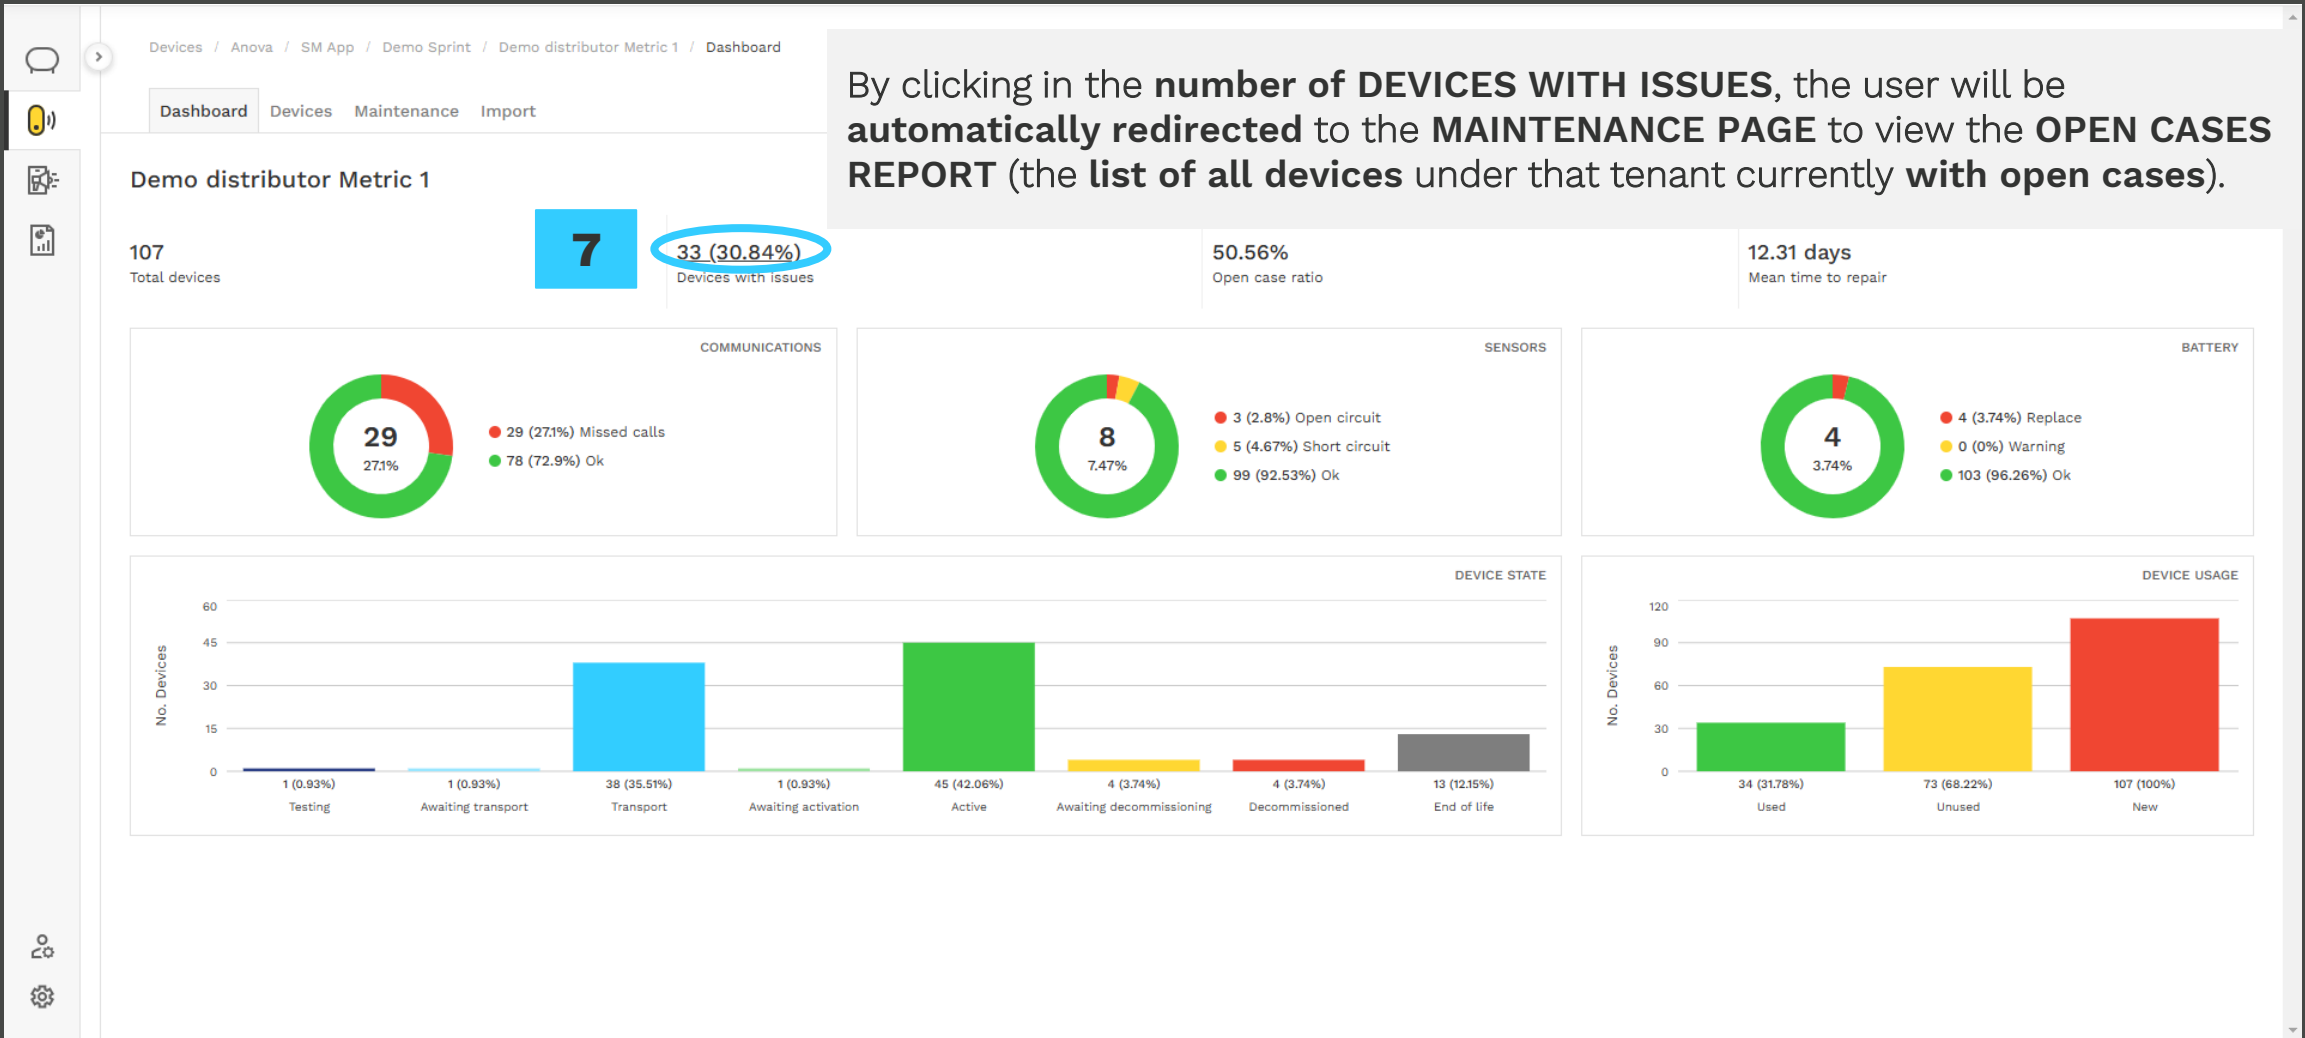 Devices / Anova / SM App / Demo Sprint / Demo distributor Metric 1 / Dashboard
Dashboard Devices Maintenance Import
By clicking in the number of DEVICES WITH ISSUES, the user will be
automatically redirected to the MAINTENANCE PAGE to view the OPEN CASES
REPORT (the list of all devices under that tenant currently with open cases).
Demo distributor Metric 1
107
Total devices
7
33 (30.84%)
Devices with issues
50.56%
Open case ratio
12.31 days
Mean time to repair
COMMUNICATIONS
29
27.1%
29 (27.1%) Missed calls
78 (72.9%) Ok
SENSORS
8
7.47%
3 (2.8%) Open circuit
5 (4.67%) Short circuit
99 (92.53%) Ok
BATTERY
4
3.74%
4 (3.74%) Replace
0 (0%) Warning
103 (96.26%) Ok
DEVICE STATE
No. Devices
60
45
30
15
0
1 (0.93%) 1 (0.93%) 38 (35.51%) 1 (0.93%) 45 (42.06%) 4 (3.74%) 4 (3.74%) 13 (12.15%)
Testing Awaiting transport Transport Awaiting activation Active Awaiting decommissioning Decommissioned End of life
DEVICE USAGE
No. Devices
120
90
60
30
0
34 (31.78%) 73 (68.22%) 107 (100%)
Used Unused New